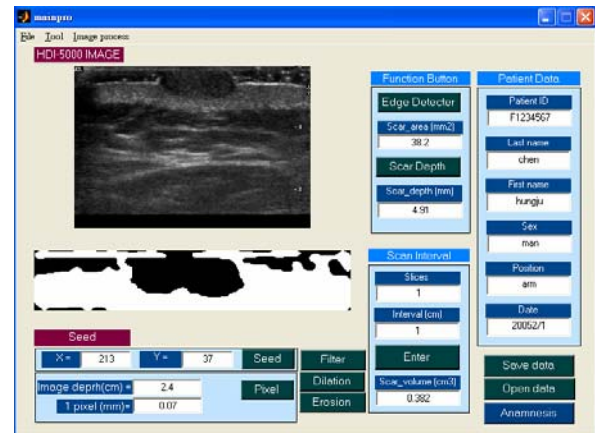 mainpro
File Tool Image process
HDI-5000 IMAGE
Function Button
Edge Detector
Scar_area (mm2)
38.2
Scar Depth
Scar_depth (mm)
4.91
Patient Data
Patient ID
F1234567
Last name
chen
First name
hungju
Sex
man
Position
arm
Date
20052/1
Scan Interval
Slices
1
Interval (cm)
1
Enter
Scar_volume (cm3)
0.382
Seed
X = 213 Y = 37 Seed
Image depth(cm) = 2.4
1 pixel (mm)= 0.07
Pixel
Filter
Dilation
Erosion
Save data
Open data
Anamnesis